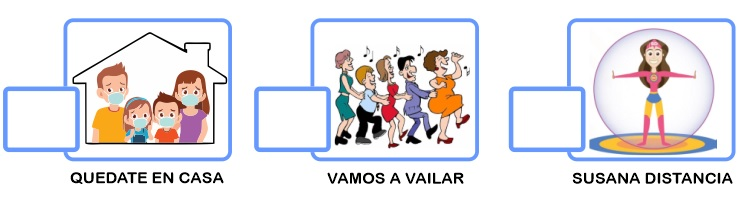 QUEDATE EN CASA
VAMOS A VAILAR
SUSANA DISTANCIA